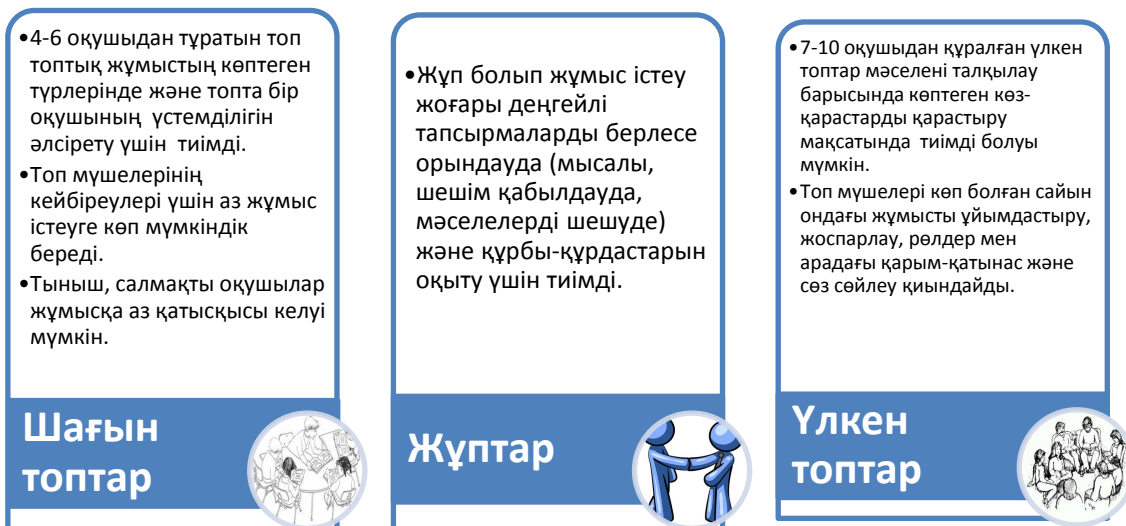 •4-6 оқушыдан тұратын топ
топтық жұмыстың көптеген
түрлерінде және топта бір
оқушының үстемділігін
әлсірету үшін тиімді.
•Топ мүшелерінің
кейбіреулері үшін аз жұмыс
істеуге көп мүмкіндік
береді.
•Тыныш, салмақты оқушылар
жұмысқа аз қатысқысы келуі
мүмкін.
Шағын
топтар
•Жұп болып жұмыс істеу
жоғары деңгейлі
тапсырмаларды берлесе
орындауда (мысалы,
шешім қабылдауда,
мәселелерді шешуде)
және құрбы-құрдастарын
оқыту үшін тиімді.
Жұптар
•7-10 оқушыдан құралған үлкен
топтар мәселені талқылау
барысында көптеген көз-
қарастарды қарастыру
мақсатында тиімді болуы
мүмкін.
•Топ мүшелері көп болған сайын
ондағы жұмысты ұйымдастыру,
жоспарлау, рөлдер мен
арадағы қарым-қатынас және
сөз сөйлеу қиындайды.
Үлкен
топтар